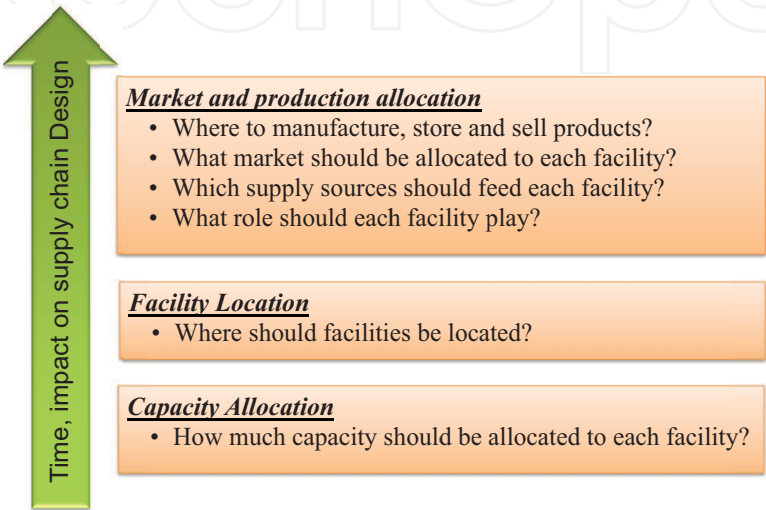 Time, impact on supply chain Design
Market and production allocation
• Where to manufacture, store and sell products?
• What market should be allocated to each facility?
• Which supply sources should feed each facility?
• What role should each facility play?
Facility Location
• Where should facilities be located?
Capacity Allocation
• How much capacity should be allocated to each facility?